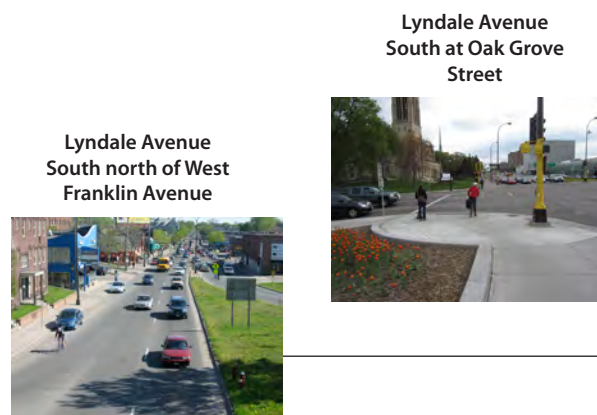 Lyndale Avenue
South at Oak Grove
Street
Lyndale Avenue
South north of West
Franklin Avenue